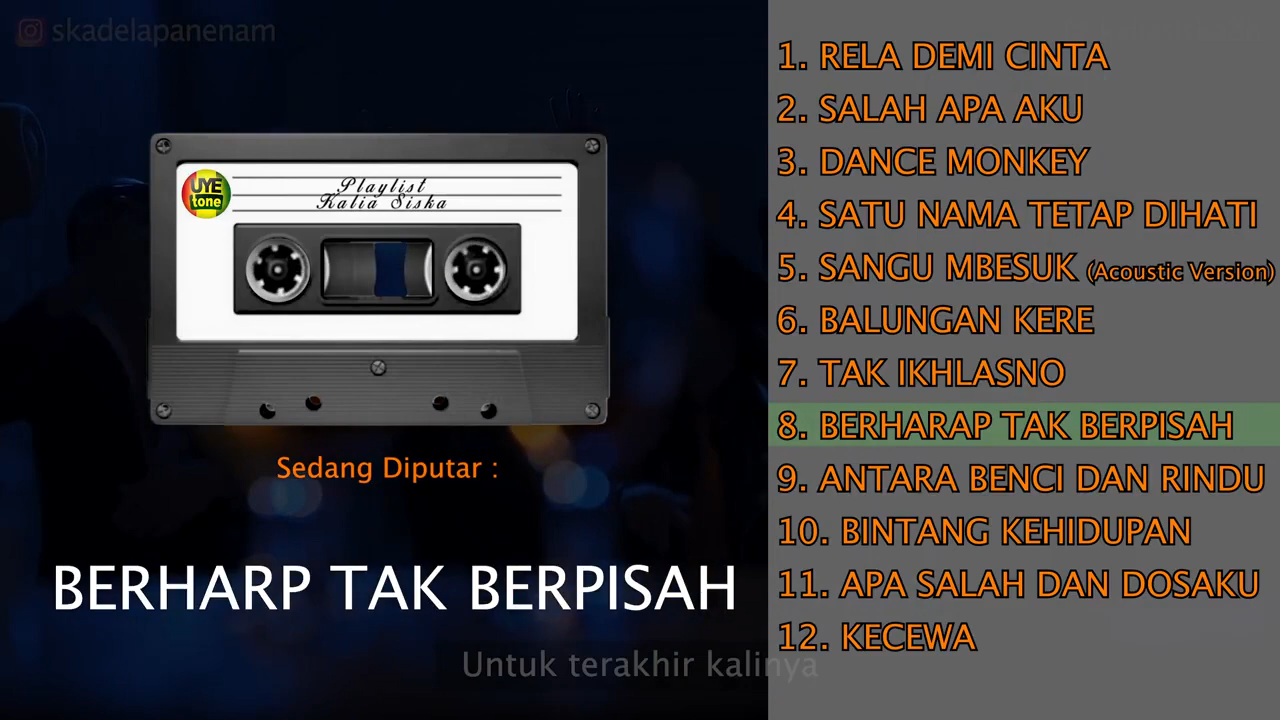 skadelapanenam
UYE
tone
Playlist
Kalia Siska
Sedang Diputar :
BERHARP TAK BERPISAH
Untuk terakhir kalinya
1. RELA DEMI CINTA
2. SALAH APA AKU
3. DANCE MONKEY
4. SATU NAMA TETAP DIHATI
5. SANGU MBESUK (Acoustic Version)
6. BALUNGAN KERE
7. TAK IKHLASNO
8. BERHARAP TAK BERPISAH
9. ANTARA BENCI DAN RINDU
10. BINTANG KEHIDUPAN
11. APA SALAH DAN DOSAKU
12. KECEWA